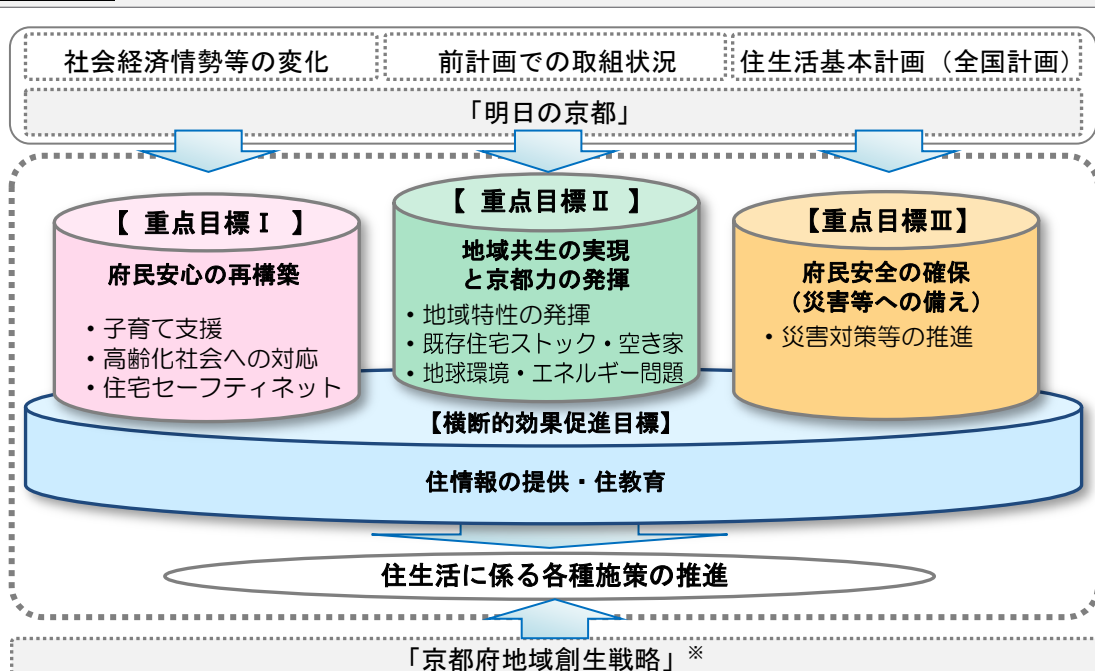 社会経済情勢等の変化
前計画での取組状況
住生活基本計画（全国計画）
「明日の京都」
【 重点目標Ⅰ 】
府民安心の再構築
・子育て支援
・高齢化社会への対応
・住宅セーフティネット
【 重点目標Ⅱ 】
地域共生の実現
と京都力の発揮
・地域特性の発揮
・既存住宅ストック・空き家
・地球環境・エネルギー問題
【重点目標Ⅲ】
府民安全の確保
（災害等への備え）
・災害対策等の推進
【横断的効果促進目標】
住情報の提供・住教育
住生活に係る各種施策の推進
「京都府地域創生戦略」※